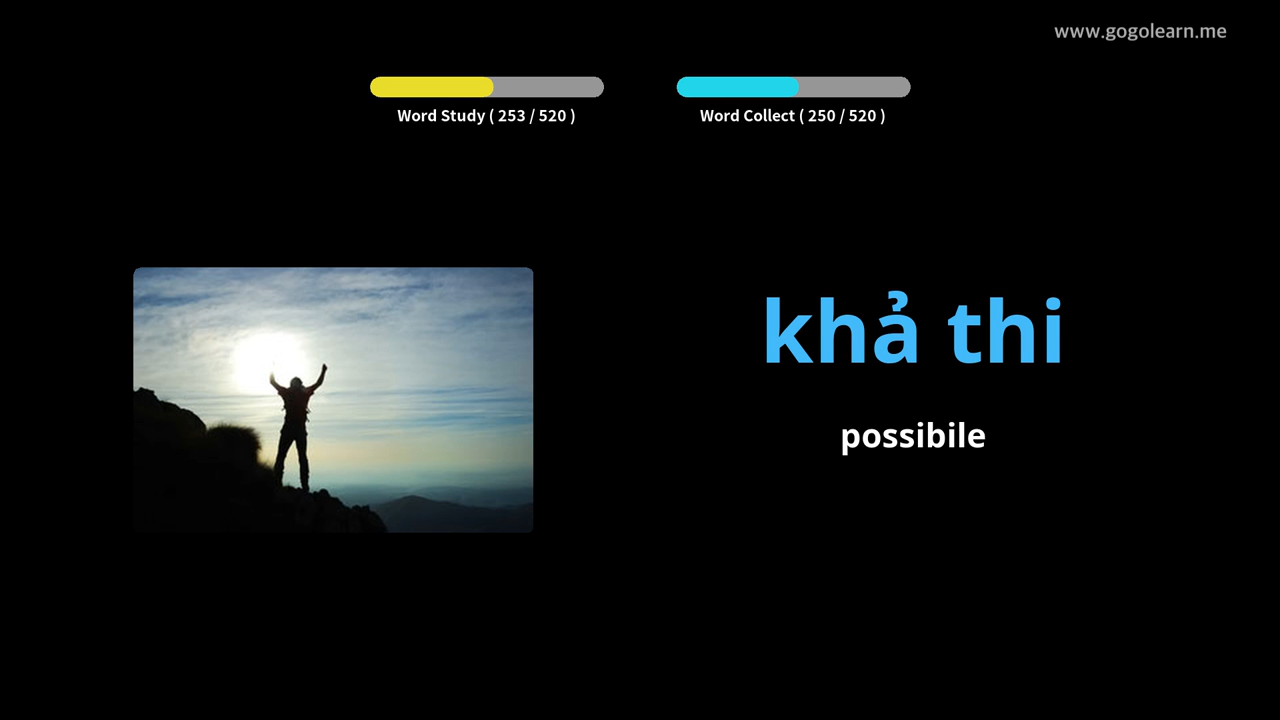 www.gogolearn.me
Word Study ( 253 / 520 )
Word Collect ( 250 / 520 )
khả thi
possibile